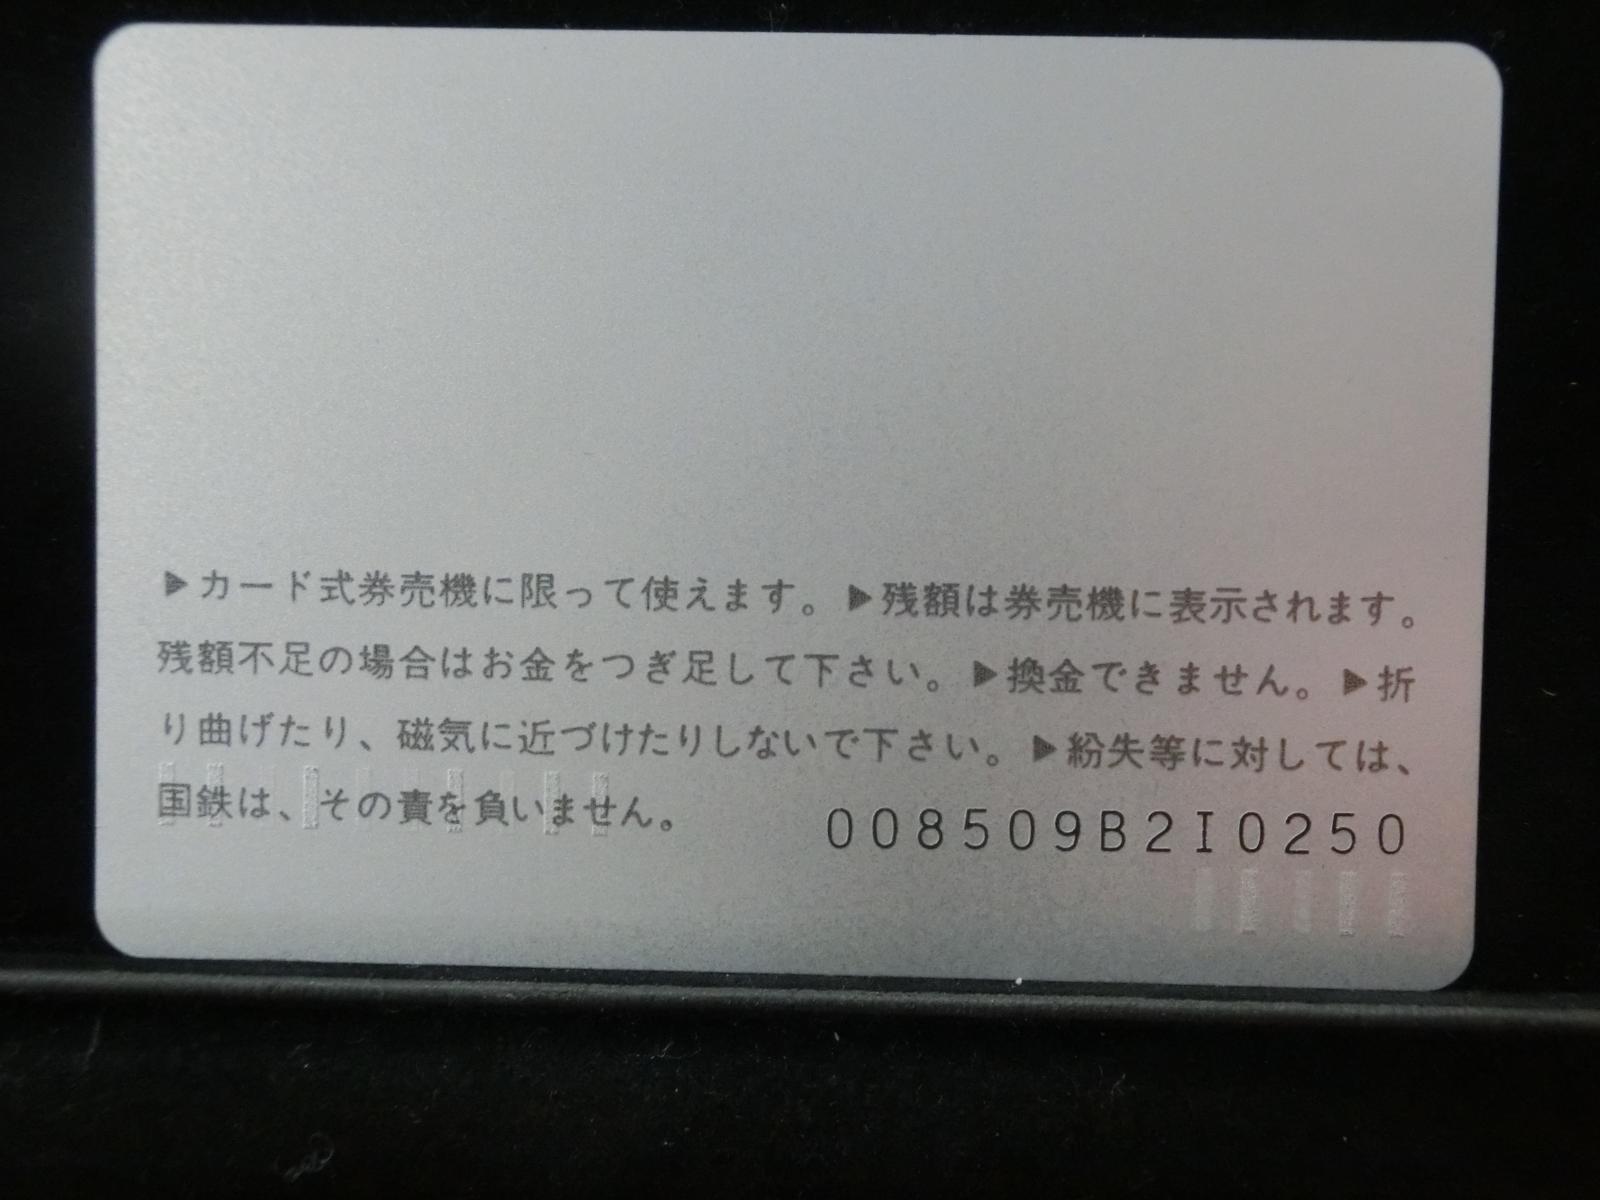 ▶カード式券売機に限って使えます。▶残額は券売機に表示されます。
残額不足の場合はお金をつぎ足して下さい。▶換金できません。▶折
り曲げたり、磁気に近づけたりしないで下さい。▶紛失等に対しては、
国鉄は、その責を負いません。
008509B2I0250